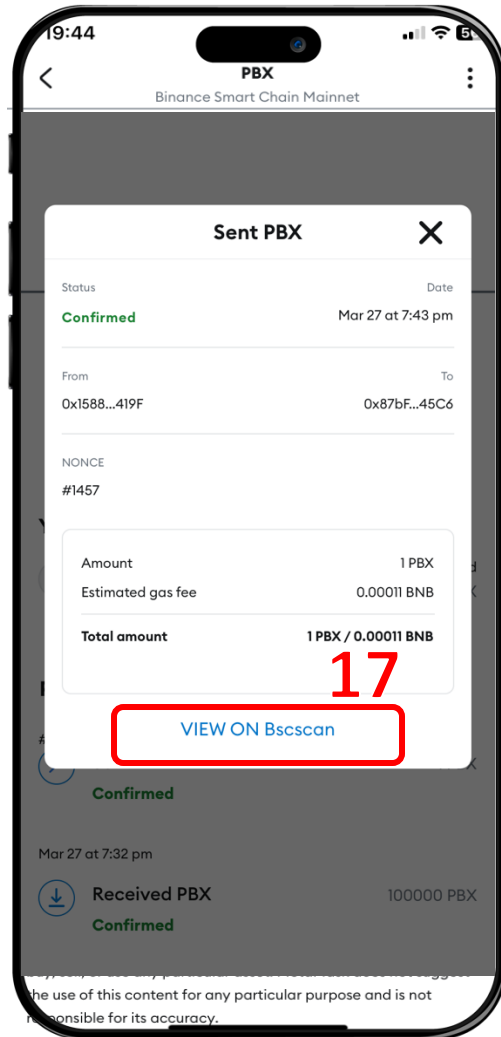 19:44
PBX
Binance Smart Chain Mainnet
Sent PBX
Status Date
Confirmed Mar 27 at 7:43 pm
From To
0x1588...419F 0x87bF...45C6
NONCE
#1457
Amount 1 PBX
Estimated gas fee 0.00011 BNB
Total amount 1 PBX / 0.00011 BNB
17
VIEW ON Bscscan
Confirmed
Mar 27 at 7:32 pm
Received PBX 100000 PBX
Confirmed
the use of this content for any particular purpose and is not
responsible for its accuracy.